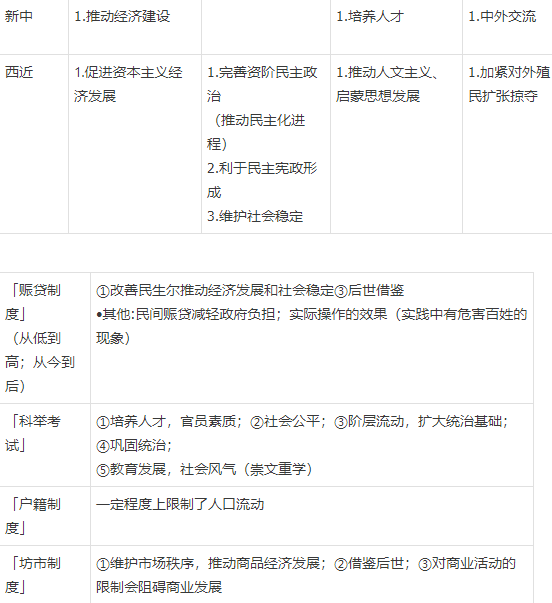 新中
1.推动经济建设
1.培养人才
1.中外交流
西近
1.促进资本主义经
济发展
1.完善资阶民主政
治
（推动民主化进
程）
2.利于民主宪政形
成
3.维护社会稳定
1.推动人文主义、
启蒙思想发展
1.加紧对外殖
民扩张掠夺
「赈贷制
度」
（从低到
高；从今到
后）
①改善民生尔推动经济发展和社会稳定③后世借鉴
•其他:民间赈贷减轻政府负担；实际操作的效果（实践中有危害百姓的
现象）
「科举考
试」
①培养人才，官员素质；②社会公平；③阶层流动，扩大统治基础；
④巩固统治；
⑤教育发展，社会风气（崇文重学）
「户籍制
度」
一定程度上限制了人口流动
「坊市制
度」
①维护市场秩序，推动商品经济发展；②借鉴后世；③对商业活动的
限制会阻碍商业发展